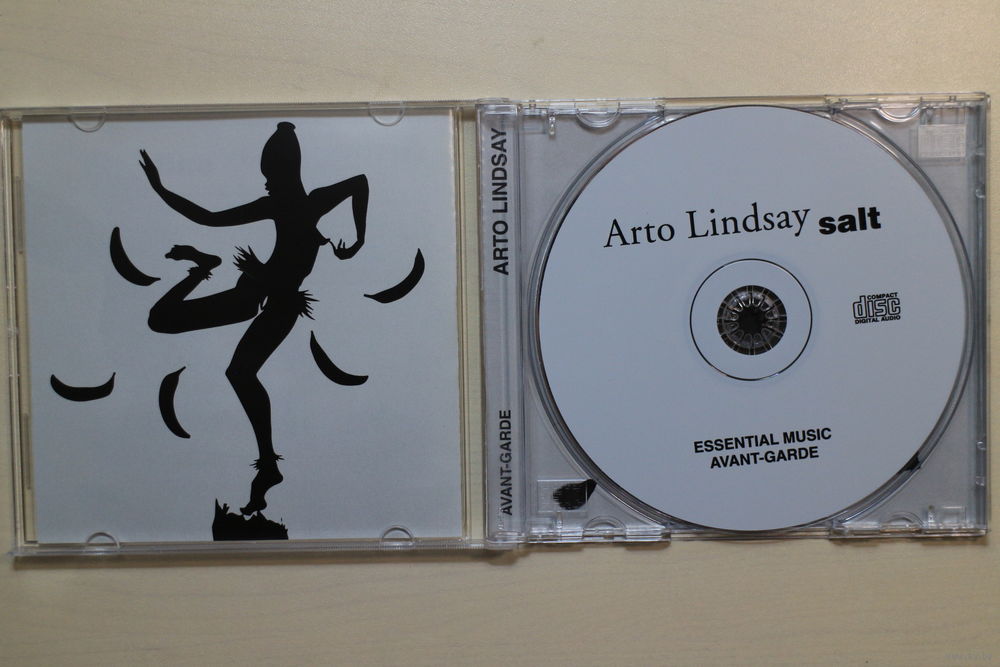 ARTO LINDSAY
AVANT-GARDE
Arto Lindsay salt
COMPACT
disc
DIGITAL AUDIO
ESSENTIAL MUSIC
AVANT-GARDE